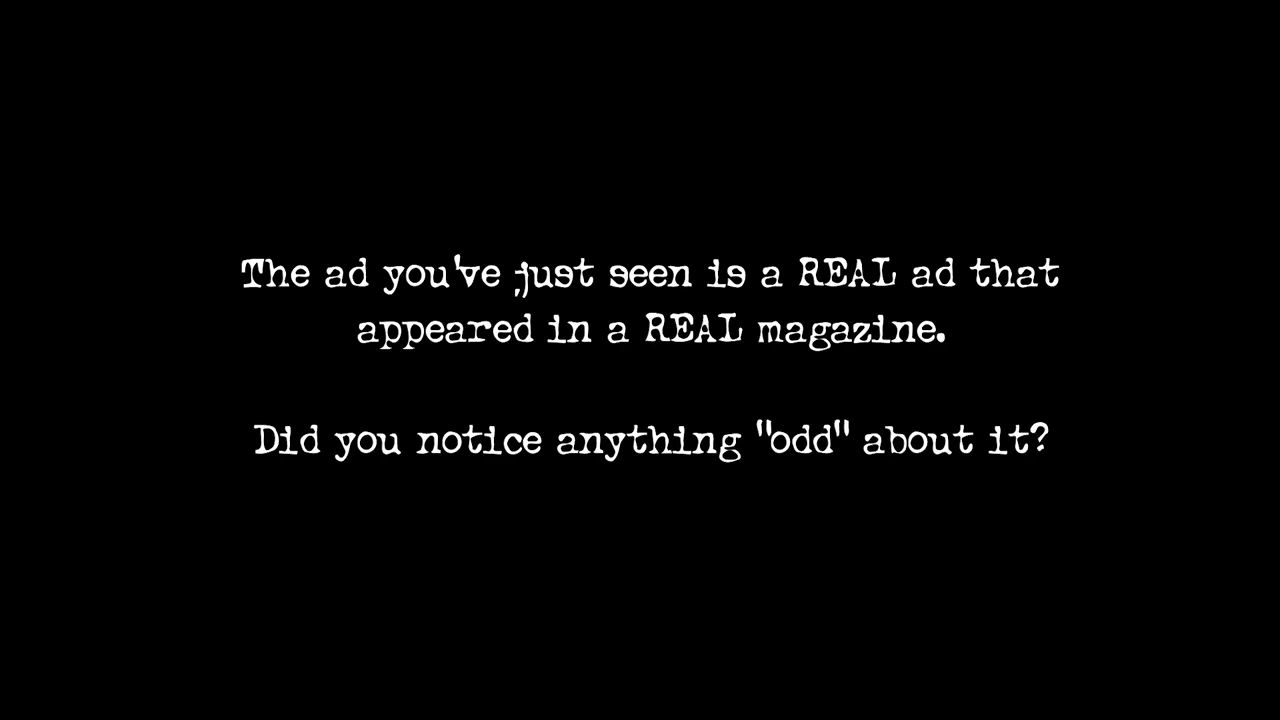 The ad you've just seen is a REAL ad that
appeared in a REAL magazine.
Did you notice anything "odd" about it?